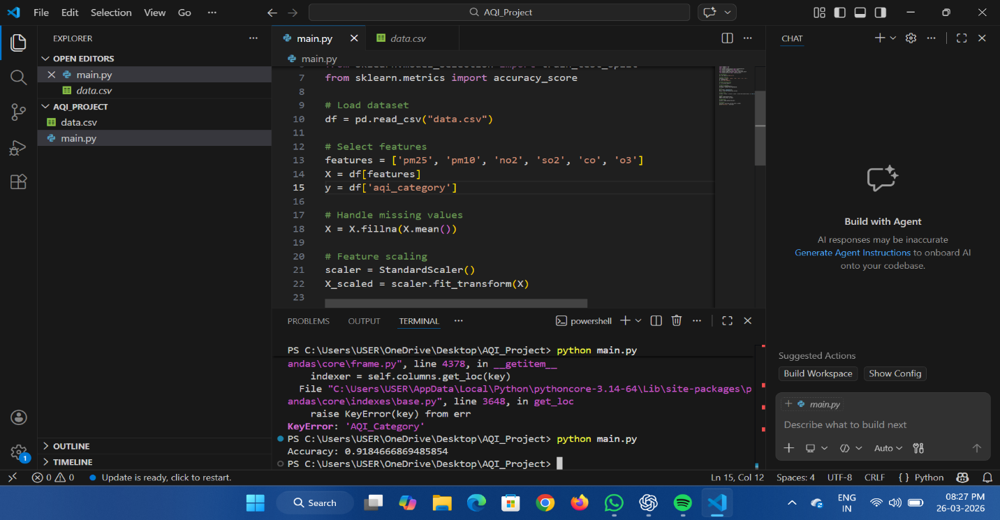 File Edit Selection View Go ···
AQI_Project
EXPLORER
OPEN EDITORS
main.py
data.csv
AQI_PROJECT
data.csv
main.py
OUTLINE
TIMELINE
main.py
data.csv
main.py
7 from sklearn.metrics import accuracy_score
8
9 # Load dataset
10 df = pd.read_csv("data.csv")
11
12 # Select features
13 features = ['pm25', 'pm10', 'no2', 'so2', 'co', 'o3']
14 X = df[features]
15 y = df['aqi_category']
16
17 # Handle missing values
18 X = X.fillna(X.mean())
19
20 # Feature scaling
21 scaler = StandardScaler()
22 X_scaled = scaler.fit_transform(X)
23
PROBLEMS OUTPUT TERMINAL ··· powershell
PS C:\Users\USER\OneDrive\Desktop\AQI_Project> python main.py
andas\core\frame.py", line 4378, in __getitem__
indexer = self.columns.get_loc(key)
File "C:\Users\USER\AppData\Local\Python\pythoncore-3.14-64\Lib\site-packages\p
andas\core\indexes\base.py", line 3648, in get_loc
raise KeyError(key) from err
KeyError: 'AQI_Category'
PS C:\Users\USER\OneDrive\Desktop\AQI_Project> python main.py
Accuracy: 0.9184666869485854
PS C:\Users\USER\OneDrive\Desktop\AQI_Project>
CHAT
Build with Agent
AI responses may be inaccurate
Generate Agent Instructions to onboard AI
onto your codebase.
Suggested Actions
Build Workspace Show Config
main.py
Describe what to build next
Auto
1
0 0 Update is ready, click to restart.
Ln 15, Col 12 Spaces: 4 UTF-8 CRLF {} Python
Search
ENG
IN
08:27 PM
26-03-2026